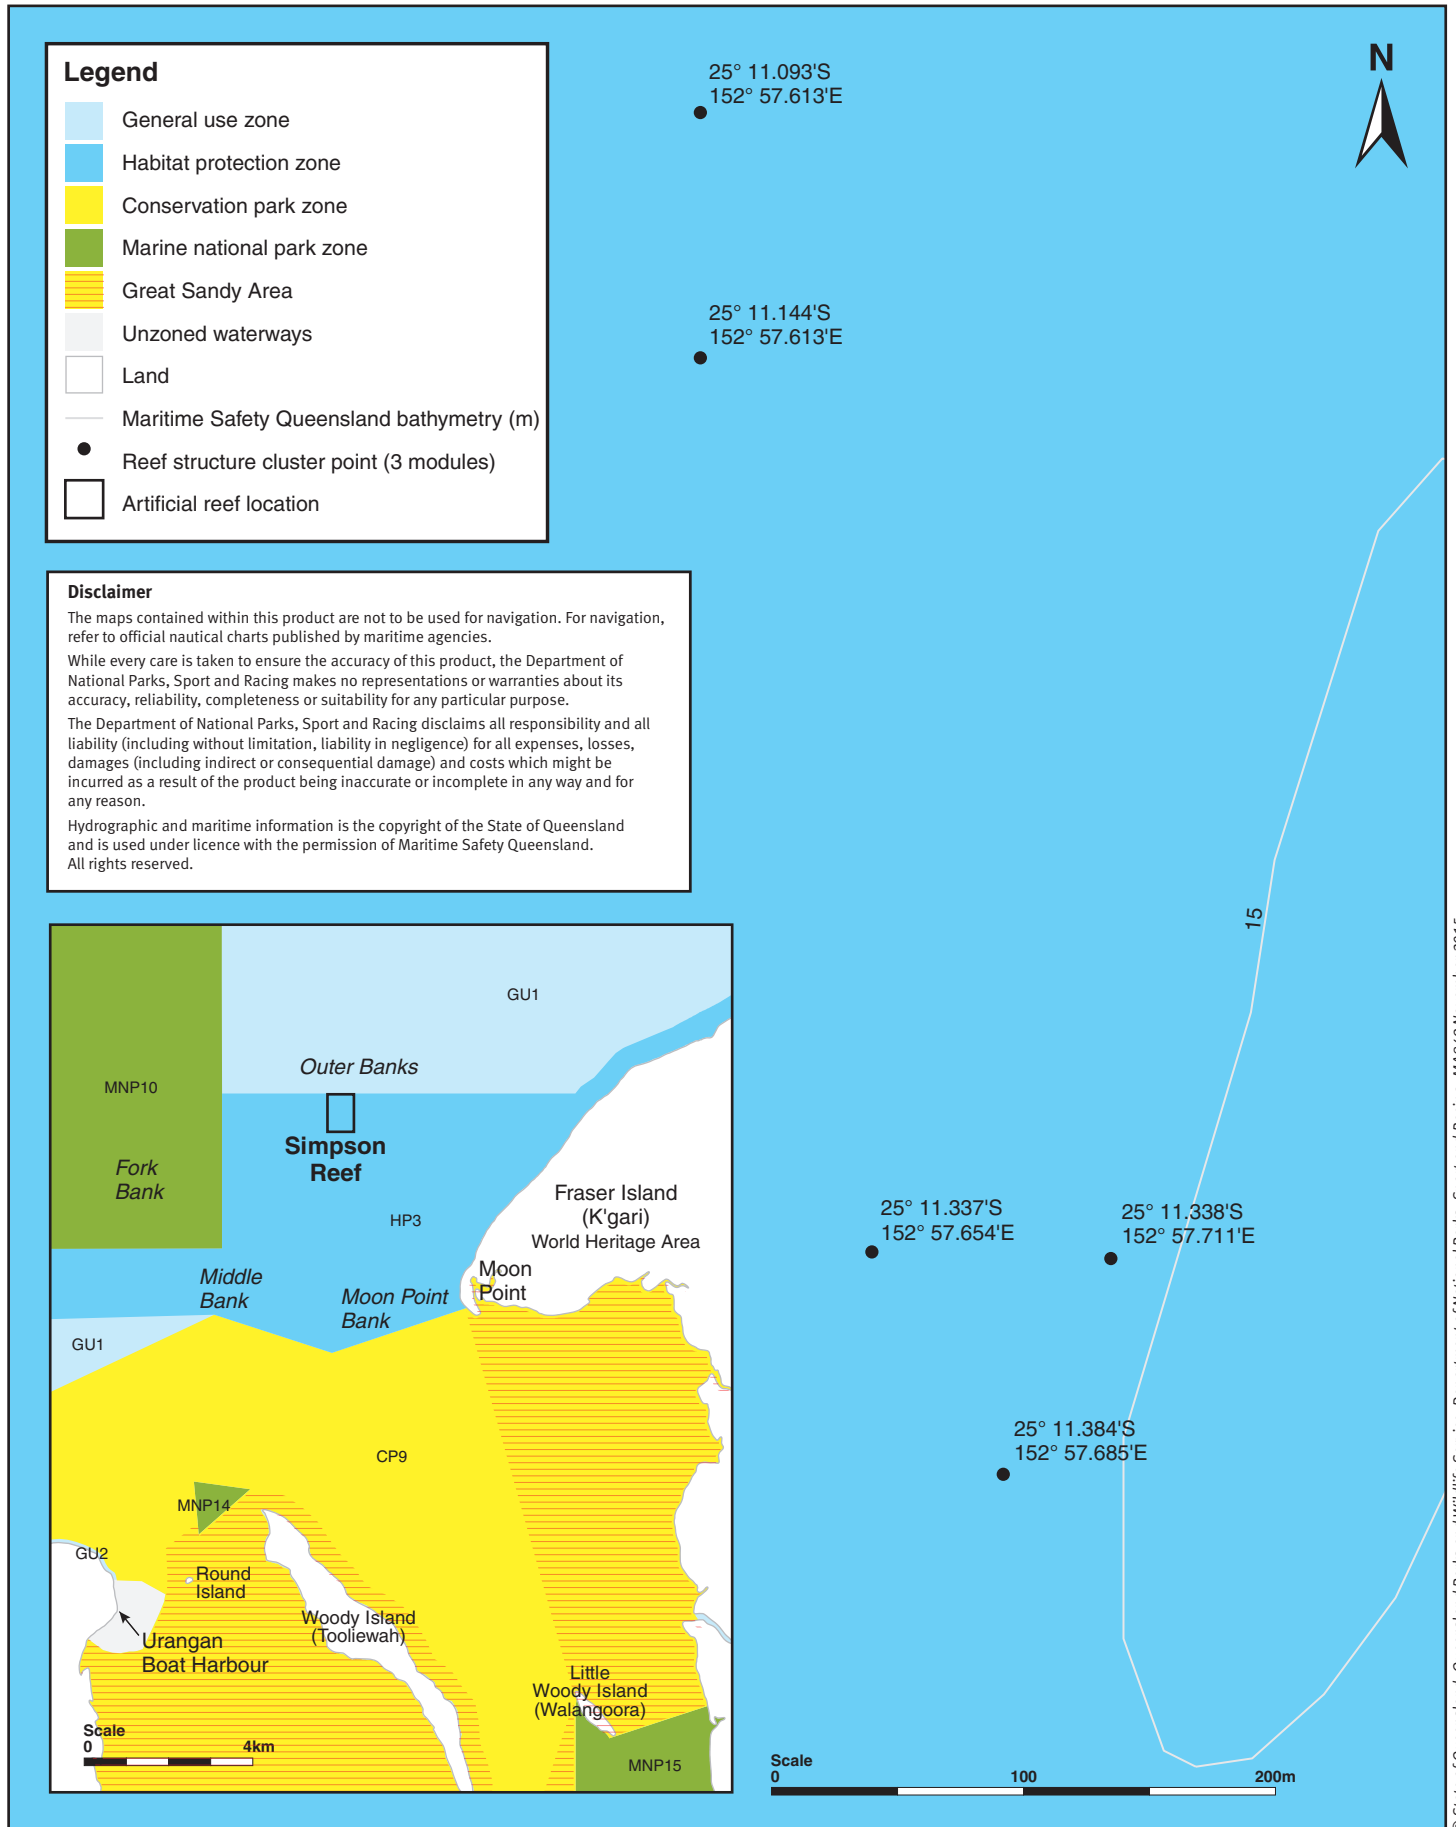 Legend
General use zone
Habitat protection zone
Conservation park zone
Marine national park zone
Great Sandy Area
Unzoned waterways
Land
Maritime Safety Queensland bathymetry (m)
Reef structure cluster point (3 modules)
Artificial reef location
25° 11.093'S
152° 57.613'E
N
25° 11.144'S
152° 57.613'E
Disclaimer
The maps contained within this product are not to be used for navigation. For navigation,
refer to official nautical charts published by maritime agencies.
While every care is taken to ensure the accuracy of this product, the Department of
National Parks, Sport and Racing makes no representations or warranties about its
accuracy, reliability, completeness or suitability for any particular purpose.
The Department of National Parks, Sport and Racing disclaims all responsibility and all
liability (including without limitation, liability in negligence) for all expenses, losses,
damages (including indirect or consequential damage) and costs which might be
incurred as a result of the product being inaccurate or incomplete in any way and for
any reason.
Hydrographic and maritime information is the copyright of the State of Queensland
and is used under licence with the permission of Maritime Safety Queensland.
All rights reserved.
15
GU1
Outer Banks
MNP10
Simpson
Reef
Fork
Bank
Fraser Island
(K'gari)
World Heritage Area
HP3
Moon
Point
Middle
Bank
Moon Point
Bank
GU1
CP9
MNP14
GU2
Round
Island
Woody Island
(Tooliewah)
Urangan
Boat Harbour
Little
Woody Island
(Walangoora)
MNP15
Scale
0 4km
25° 11.337'S
152° 57.654'E
25° 11.338'S
152° 57.711'E
25° 11.384'S
152° 57.685'E
Scale
0 100 200m